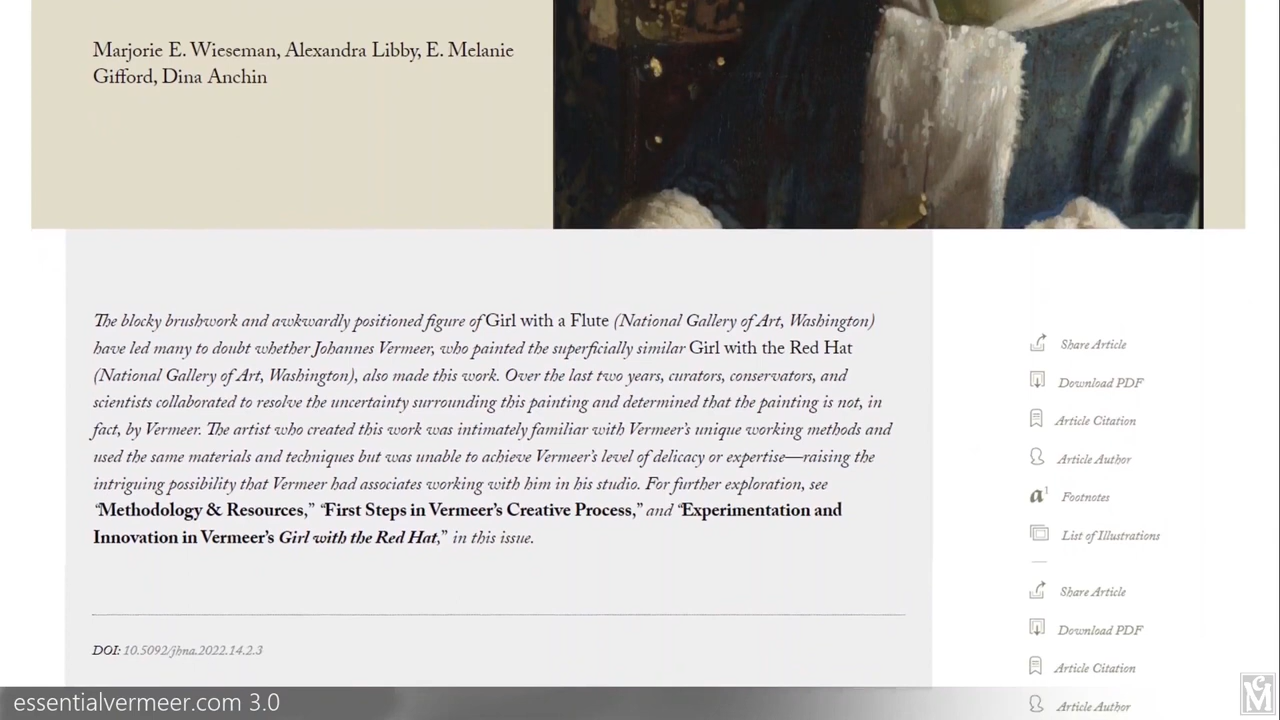 Marjorie E. Wieseman, Alexandra Libby, E. Melanie
Gifford, Dina Anchin
The blocky brushwork and awkwardly positioned figure of Girl with a Flute (National Gallery of Art, Washington)
have led many to doubt whether Johannes Vermeer, who painted the superficially similar Girl with the Red Hat
(National Gallery of Art, Washington), also made this work. Over the last two years, curators, conservators, and
scientists collaborated to resolve the uncertainty surrounding this painting and determined that the painting is not, in
fact, by Vermeer. The artist who created this work was intimately familiar with Vermeer’s unique working methods and
used the same materials and techniques but was unable to achieve Vermeer’s level of delicacy or expertise—raising the
intriguing possibility that Vermeer had associates working with him in his studio. For further exploration, see
“Methodology & Resources,” “First Steps in Vermeer’s Creative Process,” and “Experimentation and
Innovation in Vermeer’s Girl with the Red Hat,” in this issue.
DOI: 10.5092/jhna.2022.14.2.3
Share Article
Download PDF
Article Citation
Article Author
a¹ Footnotes
List of Illustrations
Share Article
Download PDF
Article Citation
Article Author
essentialvermeer.com 3.0